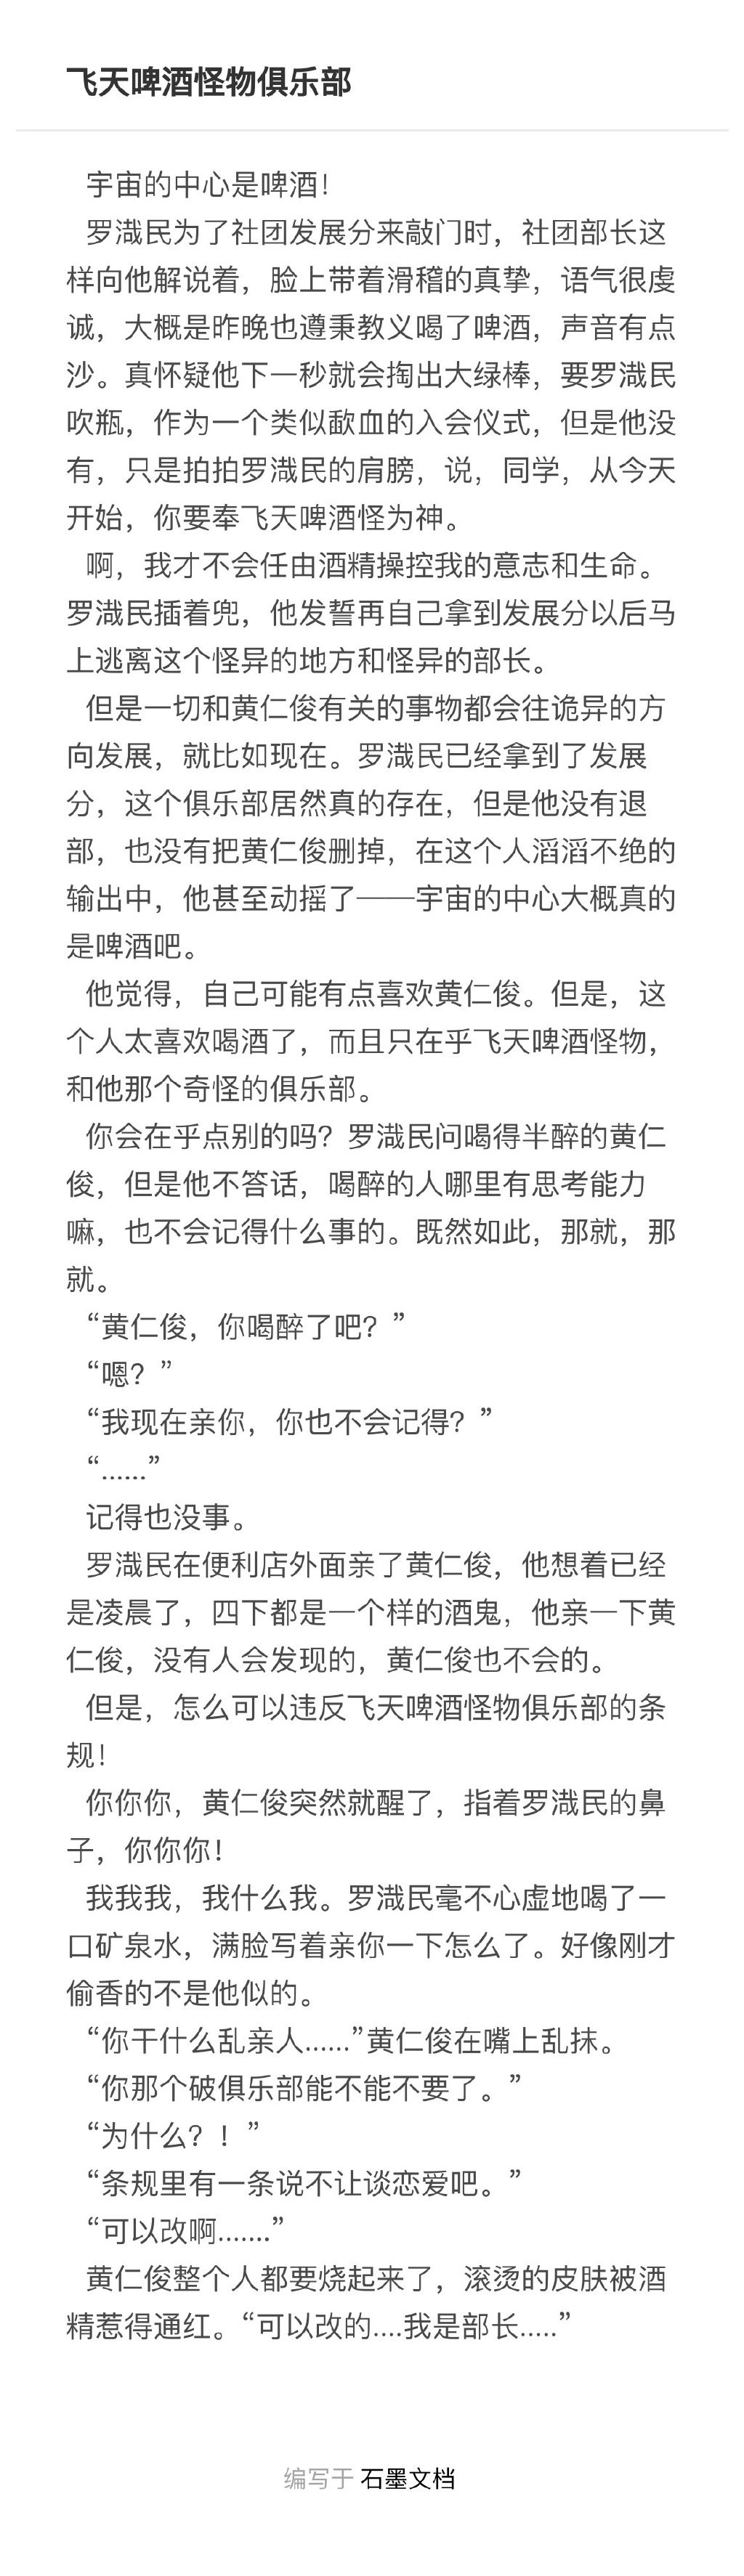 飞天啤酒怪物俱乐部
宇宙的中心是啤酒！
罗渽民为了社团发展分来敲门时，社团部长这
样向他解说着，脸上带着滑稽的真挚，语气很虔
诚，大概是昨晚也遵秉教义喝了啤酒，声音有点
沙。真怀疑他下一秒就会掏出大绿棒，要罗渽民
吹瓶，作为一个类似歃血的入会仪式，但是他没
有，只是拍拍罗渽民的肩膀，说，同学，从今天
开始，你要奉飞天啤酒怪为神。
啊，我才不会任由酒精操控我的意志和生命。
罗渽民插着兜，他发誓再自己拿到发展分以后马
上逃离这个怪异的地方和怪异的部长。
但是一切和黄仁俊有关的事物都会往诡异的方
向发展，就比如现在。罗渽民已经拿到了发展
分，这个俱乐部居然真的存在，但是他没有退
部，也没有把黄仁俊删掉，在这个人滔滔不绝的
输出中，他甚至动摇了——宇宙的中心大概真的
是啤酒吧。
他觉得，自己可能有点喜欢黄仁俊。但是，这
个人太喜欢喝酒了，而且只在乎飞天啤酒怪物，
和他那个奇怪的俱乐部。
你会在乎点别的吗？罗渽民问喝得半醉的黄仁
俊，但是他不答话，喝醉的人哪里有思考能力
嘛，也不会记得什么事的。既然如此，那就，那
就。
“黄仁俊，你喝醉了吧？”
“嗯？”
“我现在亲你，你也不会记得？”
“......”
记得也没事。
罗渽民在便利店外面亲了黄仁俊，他想着已经
是凌晨了，四下都是一个样的酒鬼，他亲一下黄
仁俊，没有人会发现的，黄仁俊也不会的。
但是，怎么可以违反飞天啤酒怪物俱乐部的条
规！
你你你，黄仁俊突然就醒了，指着罗渽民的鼻
子，你你你！
我我我，我什么我。罗渽民毫不心虚地喝了一
口矿泉水，满脸写着亲你一下怎么了。好像刚才
偷香的不是他似的。
“你干什么乱亲人......”黄仁俊在嘴上乱抹。
“你那个破俱乐部能不能不要了。”
“为什么？！”
“条规里有一条说不让谈恋爱吧。”
“可以改啊.......”
黄仁俊整个人都要烧起来了，滚烫的皮肤被酒
精惹得通红。“可以改的....我是部长.....”
编写于 石墨文档